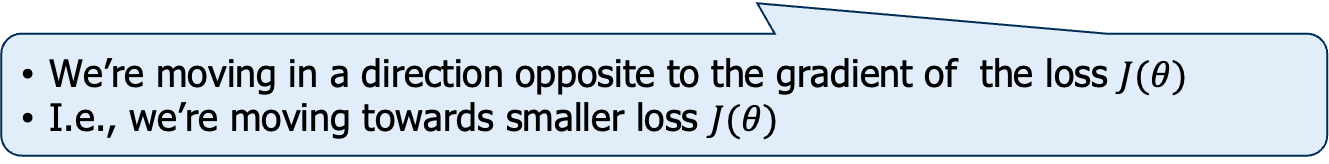 • We're moving in a direction opposite to the gradient of  the loss 𝐽(𝜃)
• I.e., we're moving towards smaller loss 𝐽(𝜃)